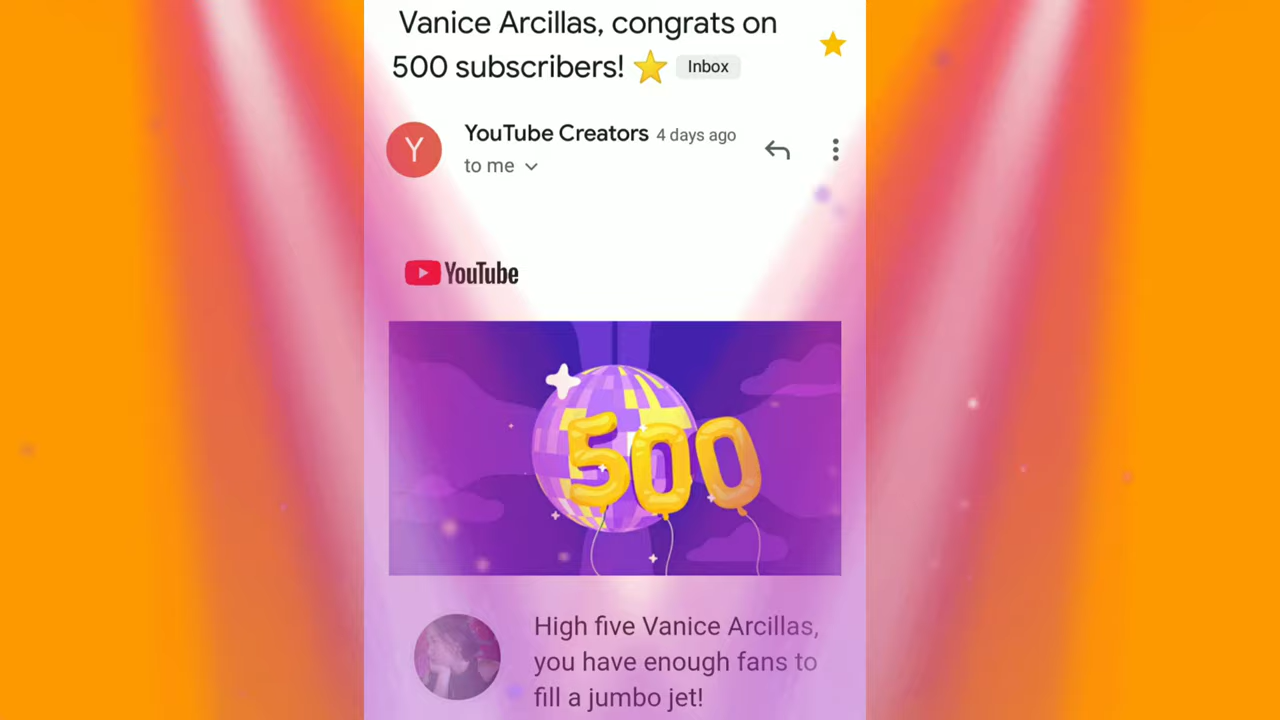 Vanice Arcillas, congrats on
500 subscribers! ⭐ Inbox
Y
YouTube Creators 4 days ago
to me
YouTube
500
High five Vanice Arcillas,
you have enough fans to
fill a jumbo jet!